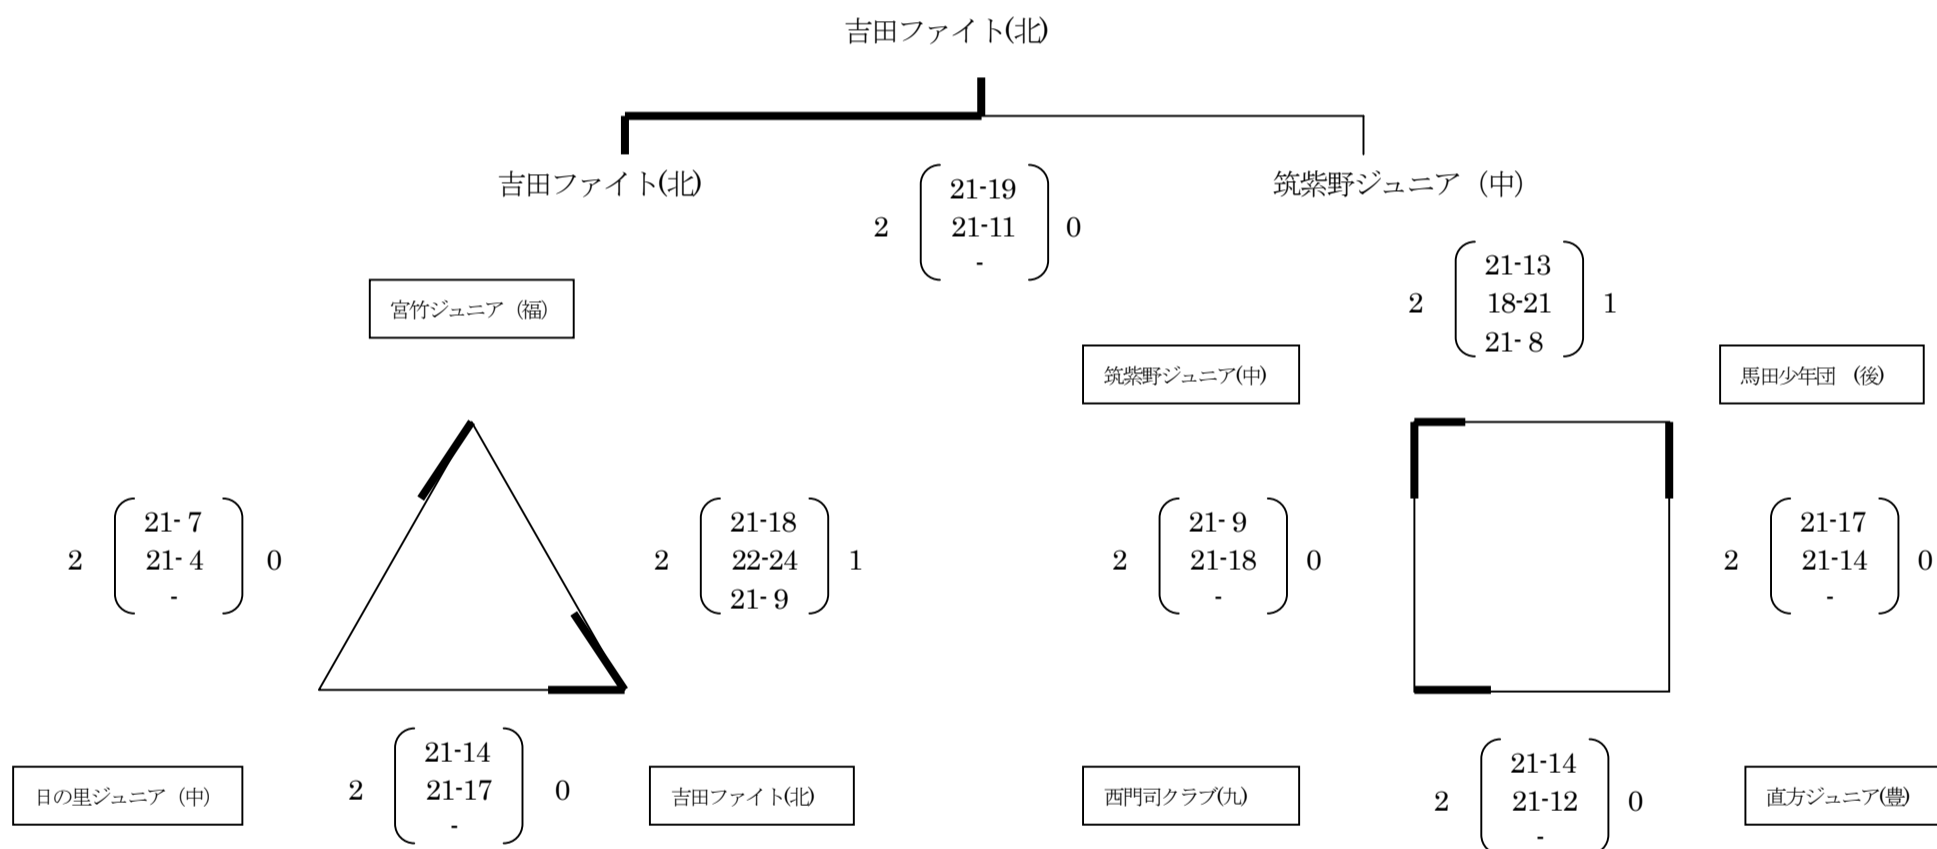 吉田ファイト(北)
吉田ファイト(北)
筑紫野ジュニア（中）
2 21-19 0
21-11
-
宮竹ジュニア（福）
2 21-13 1
18-21
21- 8
筑紫野ジュニア(中)
馬田少年団　(後)
2 21- 7 0
21- 4
-
2 21-18 1
22-24
21- 9
2 21- 9 0
21-18
-
2 21-17 0
21-14
-
日の里ジュニア（中）
2 21-14 0
21-17
-
吉田ファイト(北)
西門司クラブ(九)
2 21-14 0
21-12
-
直方ジュニア(豊)